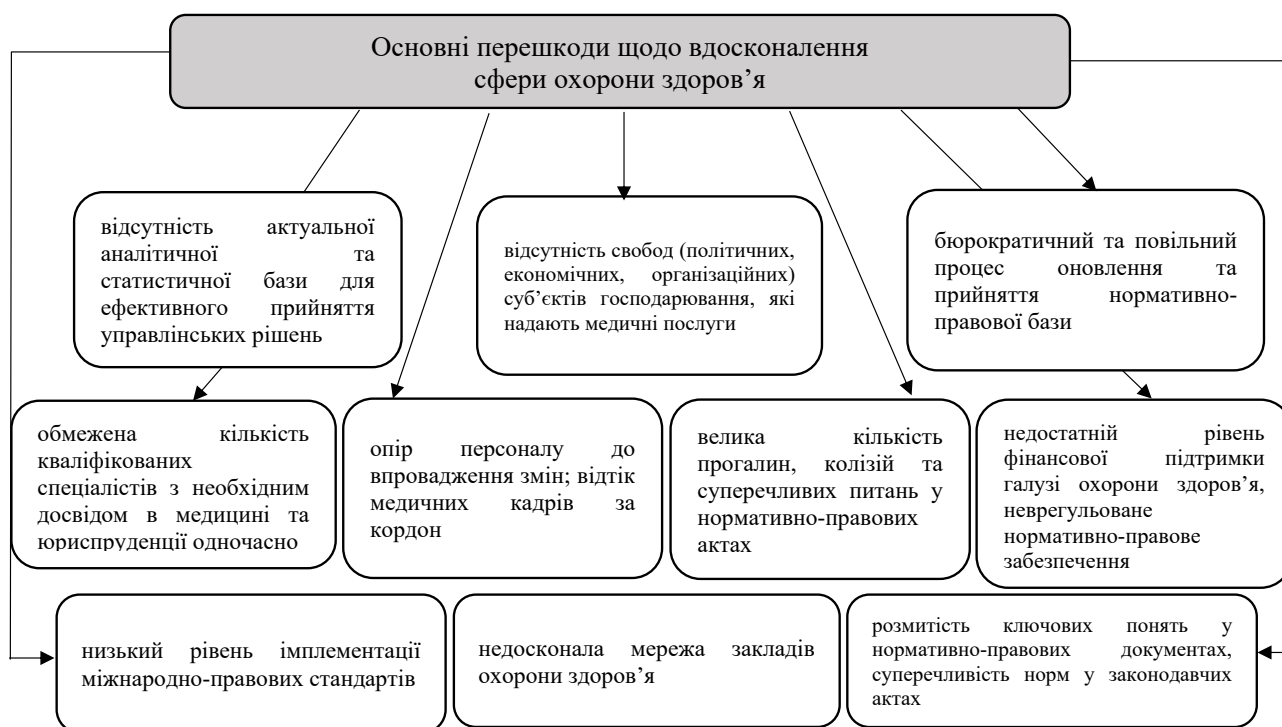 Основні перешкоди щодо вдосконалення
сфери охорони здоров’я
відсутність актуальної
аналітичної та
статистичної бази для
ефективного прийняття
управлінських рішень
відсутність свобод (політичних,
економічних, організаційних)
суб’єктів господарювання, які
надають медичні послуги
бюрократичний та повільний
процес оновлення та
прийняття нормативно-
правової бази
обмежена кількість
кваліфікованих
спеціалістів з необхідним
досвідом в медицині та
юриспруденції одночасно
опір персоналу до
впровадження змін; відтік
медичних кадрів за
кордон
велика кількість
прогалин, колізій та
суперечливих питань у
нормативно-правових
актах
недостатній рівень
фінансової підтримки
галузі охорони здоров’я,
неврегульоване
нормативно-правове
забезпечення
низький рівень імплементації
міжнародно-правових стандартів
недосконала мережа закладів
охорони здоров’я
розмитість ключових понять у
нормативно-правових документах,
суперечливість норм у законодавчих
актах